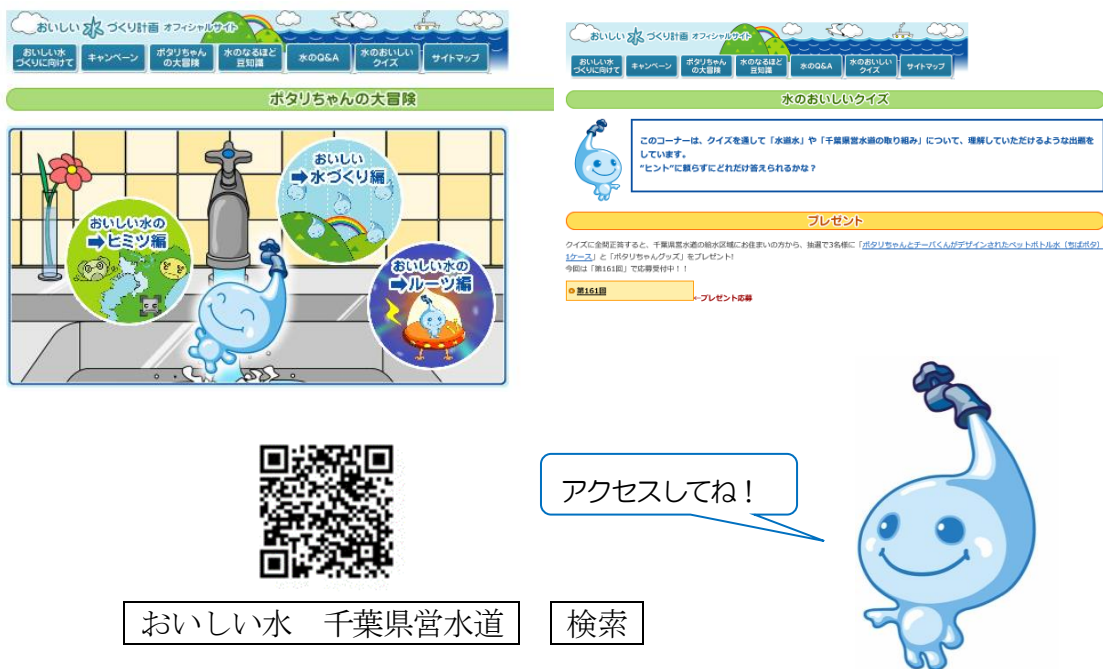 おいしい水づくり計画 オフィシャルサイト
おいしい水
づくりに向けて
キャンペーン
ポタリちゃん
の大冒険
水のなるほど
豆知識
水のQ&A
水のおいしい
クイズ
サイトマップ
ポタリちゃんの大冒険
おいしい
➡水づくり編
おいしい水の
➡ヒミツ編
おいしい水の
➡ルーツ編
おいしい水づくり計画 オフィシャルサイト
おいしい水
づくりに向けて
キャンペーン
ポタリちゃん
の大冒険
水のなるほど
豆知識
水のQ&A
水のおいしい
クイズ
サイトマップ
水のおいしいクイズ
このコーナーは、クイズを通して「水道水」や「千葉県営水道の取り組み」について、理解していただけるような出題を
しています。
“ヒント”に頼らずにどれだけ答えられるかな？
プレゼント
クイズに全問正答すると、千葉県営水道の給水区域にお住まいの方から、抽選で3名様に「ポタリちゃんとチーバくんがデザインされたペットボトル水（ちばポタ）
1ケース」と「ポタリちゃんグッズ」をプレゼント!
今回は「第161回」で応募受付中！！
第161回
←プレゼント応募
アクセスしてね！
おいしい水　千葉県営水道　検索